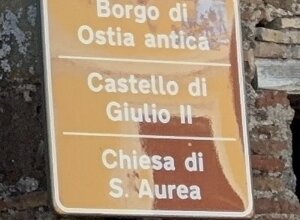 Borgo di
Ostia antica
Castello di
Giulio II
Chiesa di
S. Aurea